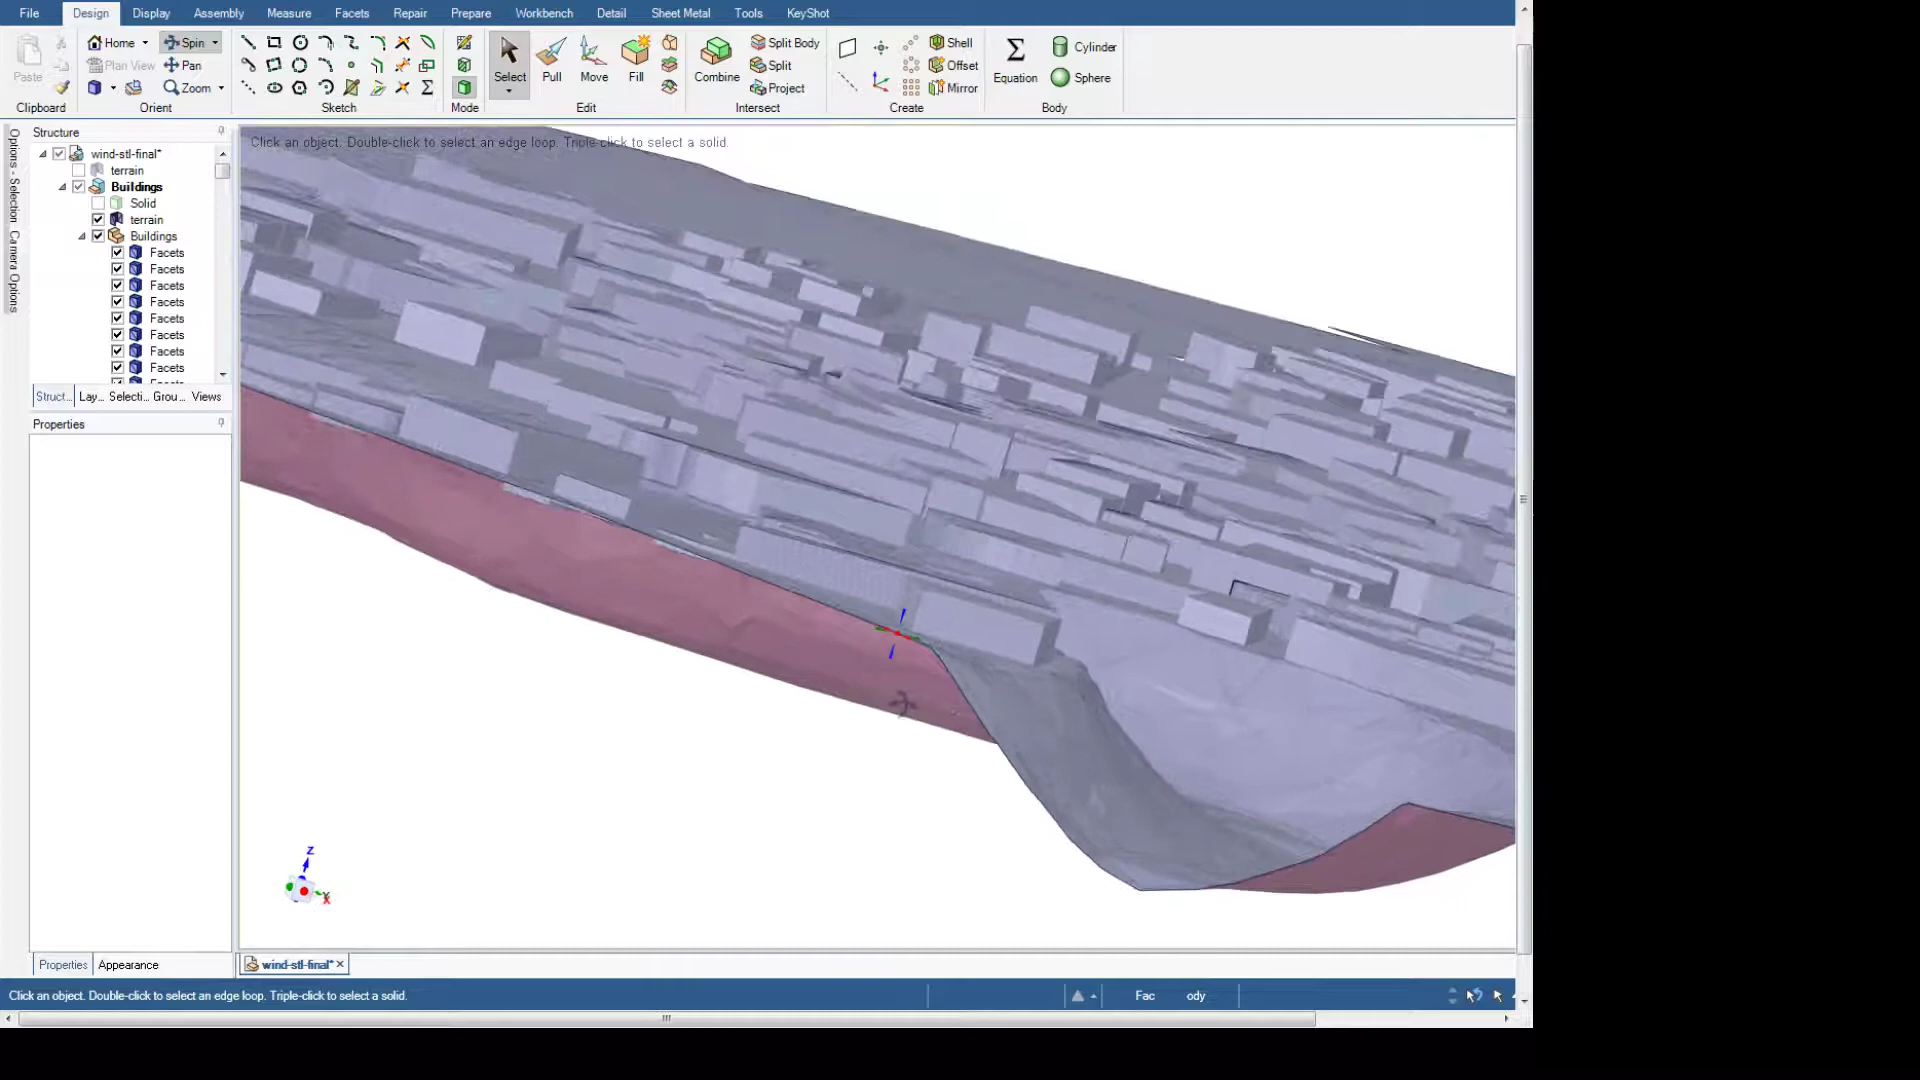 File Design Display Assembly Measure Facets Repair Prepare Workbench Detail Sheet Metal Tools KeyShot
Paste
Clipboard
Home Spin
Plan View Pan
Zoom
Orient
Sketch
Mode
Select Pull Move Fill
Edit
Combine
Split Body
Split
Project
Intersect
Shell
Offset
Mirror
Create
Equation
Cylinder
Sphere
Body
Options - Selection
Camera Options
Structure
wind-stl-final*
terrain
Buildings
Solid
terrain
Buildings
Facets
Facets
Facets
Facets
Facets
Facets
Facets
Facets
Struct... Lay... Selecti... Grou... Views
Properties
Properties Appearance
Click an object. Double-click to select an edge loop. Triple-click to select a solid.
Z
X
wind-stl-final*
Click an object. Double-click to select an edge loop. Triple-click to select a solid.
Fac ody